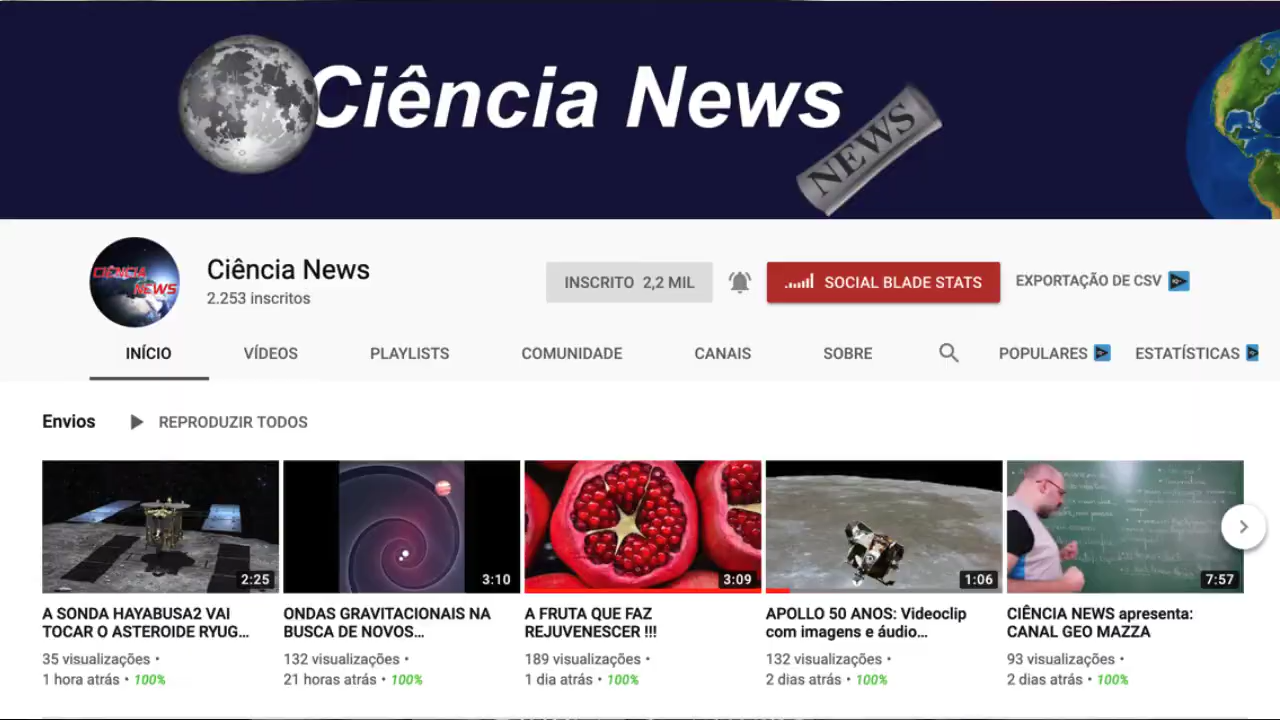 Ciência News
NEWS
CIÊNCIA
NEWS
Ciência News
2.253 inscritos
INSCRITO 2,2 MIL
SOCIAL BLADE STATS
EXPORTAÇÃO DE CSV
INÍCIO
VÍDEOS
PLAYLISTS
COMUNIDADE
CANAIS
SOBRE
POPULARES
ESTATÍSTICAS
Envios
REPRODUZIR TODOS
2:25
3:10
3:09
1:06
7:57
A SONDA HAYABUSA2 VAI
TOCAR O ASTEROIDE RYUG...
35 visualizações •
1 hora atrás • 100%
ONDAS GRAVITACIONAIS NA
BUSCA DE NOVOS...
132 visualizações •
21 horas atrás • 100%
A FRUTA QUE FAZ
REJUVENESCER !!!
189 visualizações •
1 dia atrás • 100%
APOLLO 50 ANOS: Videoclip
com imagens e áudio...
132 visualizações •
2 dias atrás • 100%
CIÊNCIA NEWS apresenta:
CANAL GEO MAZZA
93 visualizações •
2 dias atrás • 100%